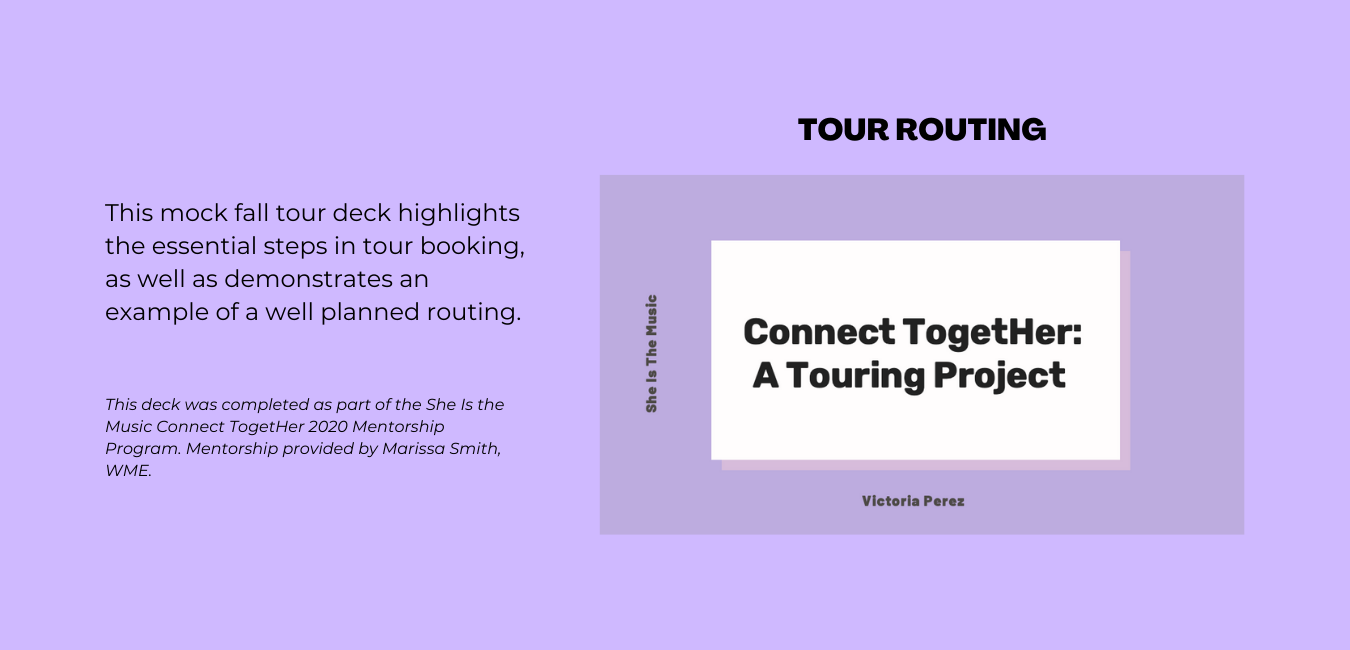 TOUR ROUTING
This mock fall tour deck highlights
the essential steps in tour booking,
as well as demonstrates an
example of a well planned routing.
This deck was completed as part of the She Is the
Music Connect TogetHer 2020 Mentorship
Program. Mentorship provided by Marissa Smith,
WME.
She Is The Music
Connect TogetHer:
A Touring Project
Victoria Perez